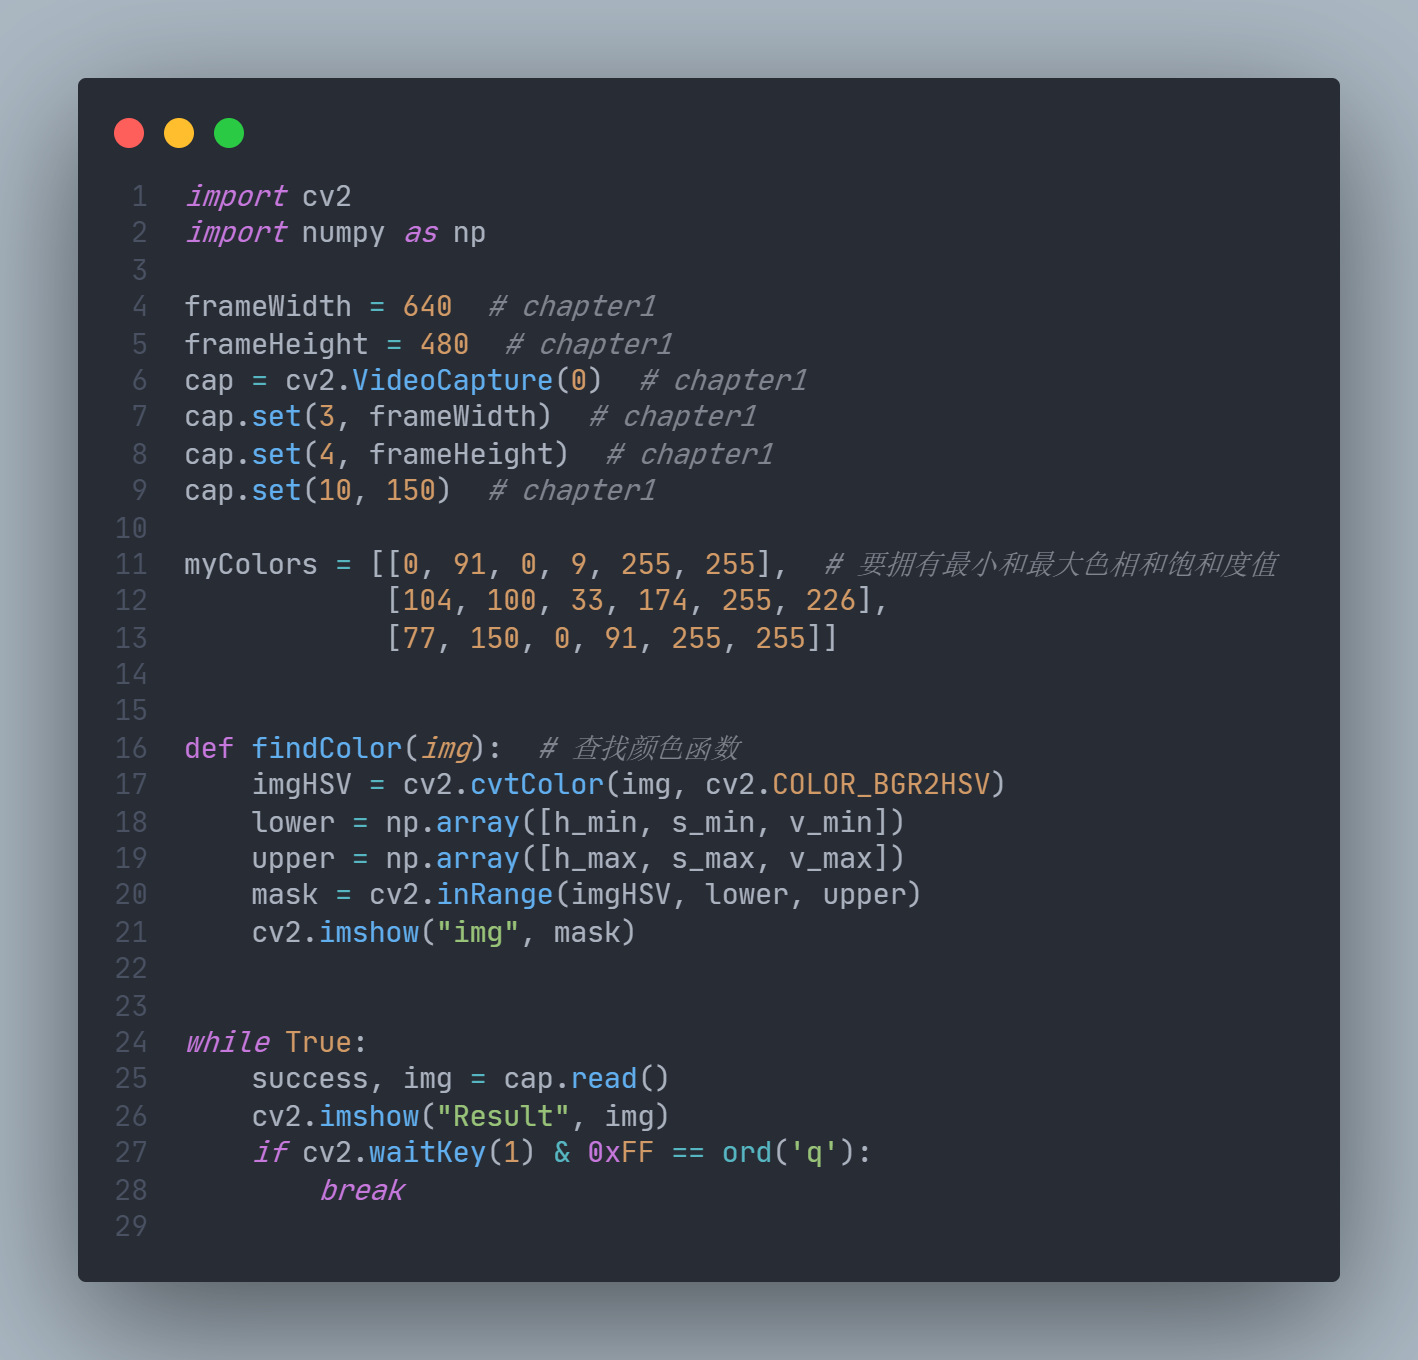 1 import cv2
2 import numpy as np
3
4 frameWidth = 640  # chapter1
5 frameHeight = 480  # chapter1
6 cap = cv2.VideoCapture(0)  # chapter1
7 cap.set(3, frameWidth)  # chapter1
8 cap.set(4, frameHeight)  # chapter1
9 cap.set(10, 150)  # chapter1
10
11 myColors = [[0, 91, 0, 9, 255, 255],  # 要拥有最小和最大色相和饱和度值
12             [104, 100, 33, 174, 255, 226],
13             [77, 150, 0, 91, 255, 255]]
14
15
16 def findColor(img):  # 查找颜色函数
17     imgHSV = cv2.cvtColor(img, cv2.COLOR_BGR2HSV)
18     lower = np.array([h_min, s_min, v_min])
19     upper = np.array([h_max, s_max, v_max])
20     mask = cv2.inRange(imgHSV, lower, upper)
21     cv2.imshow("img", mask)
22
23
24 while True:
25     success, img = cap.read()
26     cv2.imshow("Result", img)
27     if cv2.waitKey(1) & 0xFF == ord('q'):
28         break
29